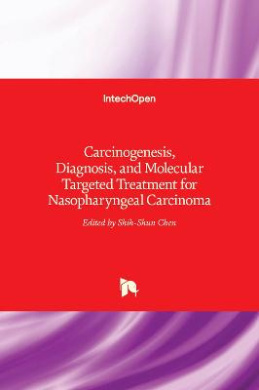 IntechOpen
Carcinogenesis,
Diagnosis, and Molecular
Targeted Treatment for
Nasopharyngeal Carcinoma
Edited by Shih-Shun Chen